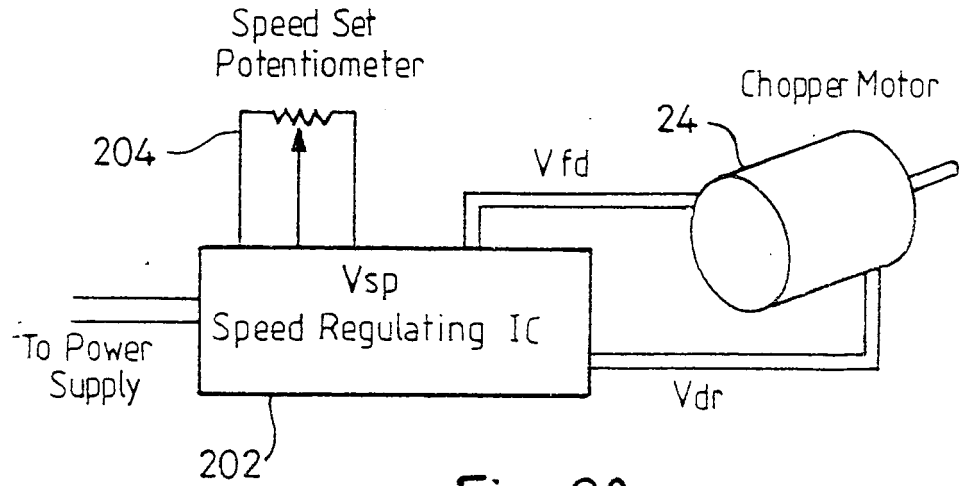 Speed Set
Potentiometer
204
Chopper Motor
24
Vfd
Vsp
Speed Regulating IC
To Power
Supply
Vdr
202